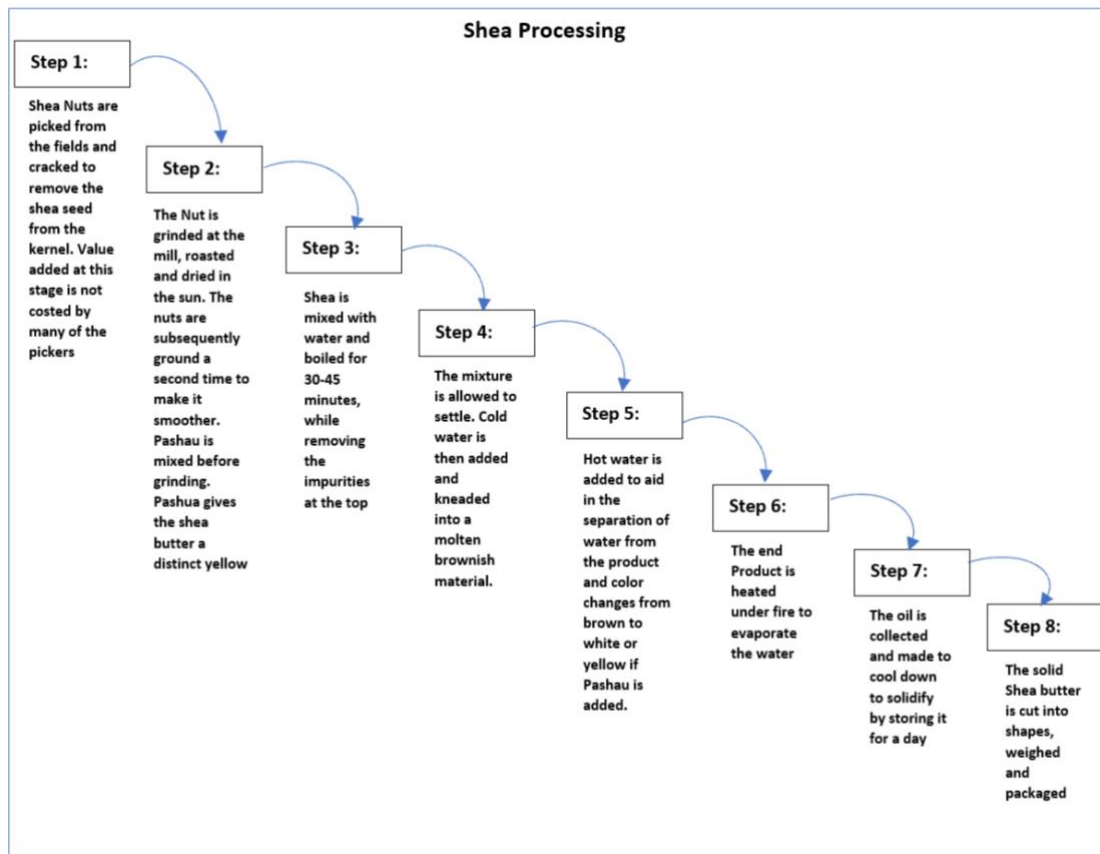 Shea Processing
Step 1:
Shea Nuts are
picked from
the fields and
cracked to
remove the
shea seed
from the
kernel. Value
added at this
stage is not
costed by
many of the
pickers
Step 2:
The Nut is
grinded at the
mill, roasted
and dried in
the sun. The
nuts are
subsequently
ground a
second time to
make it
smoother.
Pashau is
mixed before
grinding.
Pashua gives
the shea
butter a
distinct yellow
Step 3:
Shea is
mixed with
water and
boiled for
30-45
minutes,
while
removing
the
impurities
at the top
Step 4:
The mixture
is allowed to
settle. Cold
water is
then added
and
kneaded
into a
molten
brownish
material.
Step 5:
Hot water is
added to aid
in the
separation of
water from
the product
and color
changes from
brown to
white or
yellow if
Pashau is
added.
Step 6:
The end
Product is
heated
under fire to
evaporate
the water
Step 7:
The oil is
collected
and made to
cool down
to solidify
by storing it
for a day
Step 8:
The solid
Shea butter
is cut into
shapes,
weighed
and
packaged